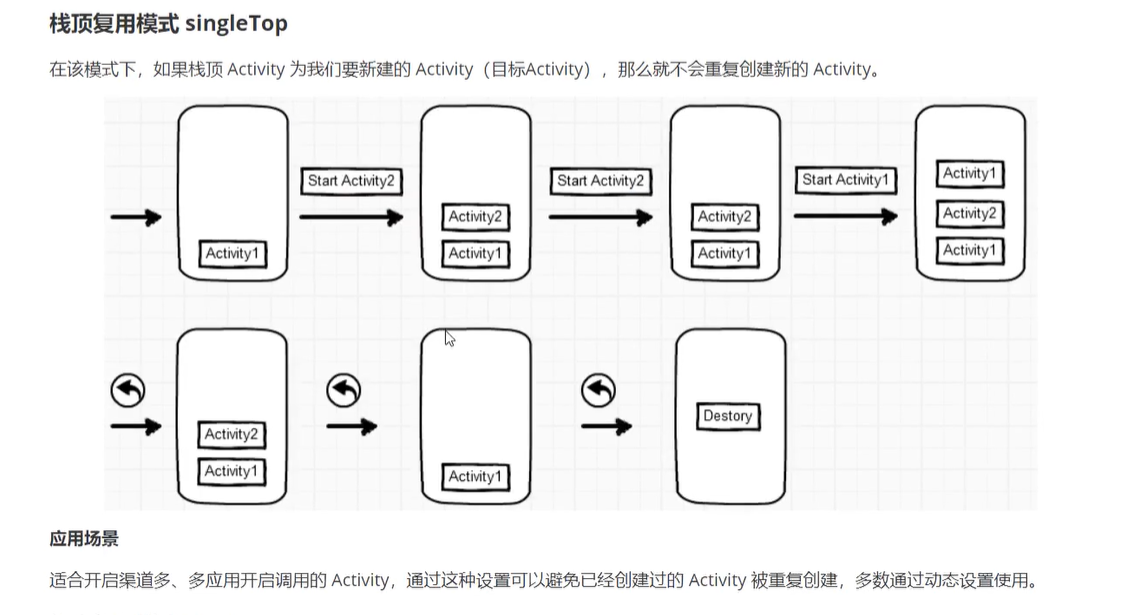 栈顶复用模式 singleTop
在该模式下，如果栈顶 Activity 为我们要新建的 Activity（目标Activity），那么就不会重复创建新的 Activity。
Activity1
Start Activity2
Activity2
Activity1
Start Activity2
Activity2
Activity1
Start Activity1
Activity1
Activity2
Activity1
Activity2
Activity1
Activity1
Destory
应用场景
适合开启渠道多、多应用开启调用的 Activity，通过这种设置可以避免已经创建过的 Activity 被重复创建，多数通过动态设置使用。